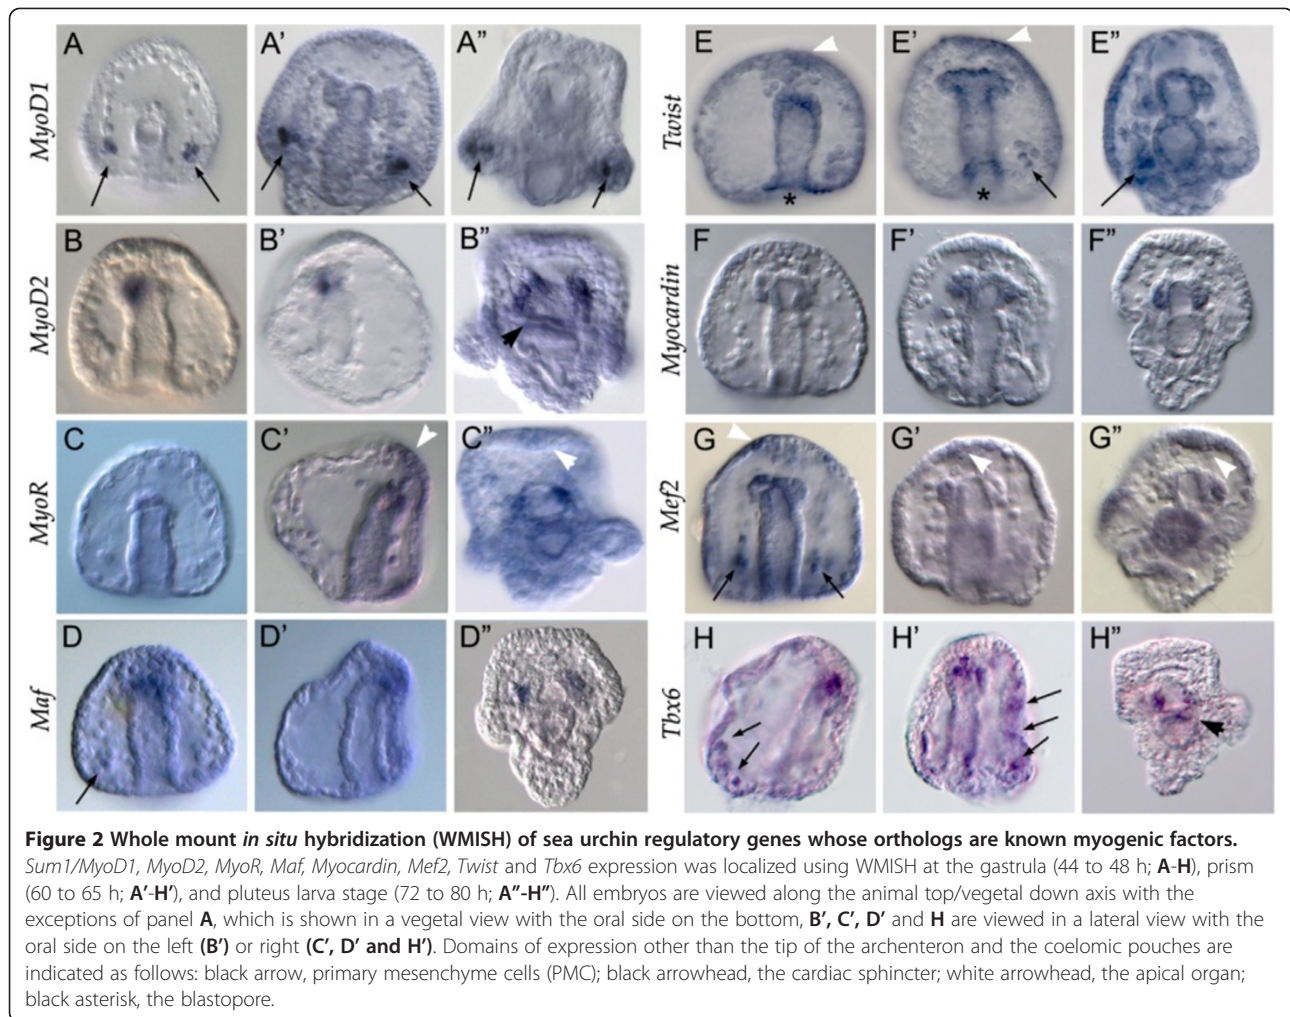 A A’ A”
MyoD1
B B’ B”
MyoD2
C C’ C”
MyoR
D D’ D”
Maf
E E’ E”
Twist
* *
F F’ F”
Myocardin
G G’ G”
Mef2
H H’ H”
Tbx6
Figure 2 Whole mount in situ hybridization (WMISH) of sea urchin regulatory genes whose orthologs are known myogenic factors.
Sum1/MyoD1, MyoD2, MyoR, Maf, Myocardin, Mef2, Twist and Tbx6 expression was localized using WMISH at the gastrula (44 to 48 h; A-H), prism
(60 to 65 h; A’-H’), and pluteus larva stage (72 to 80 h; A”-H”). All embryos are viewed along the animal top/vegetal down axis with the
exceptions of panel A, which is shown in a vegetal view with the oral side on the bottom, B’, C’, D’ and H are viewed in a lateral view with the
oral side on the left (B’) or right (C’, D’ and H’). Domains of expression other than the tip of the archenteron and the coelomic pouches are
indicated as follows: black arrow, primary mesenchyme cells (PMC); black arrowhead, the cardiac sphincter; white arrowhead, the apical organ;
black asterisk, the blastopore.